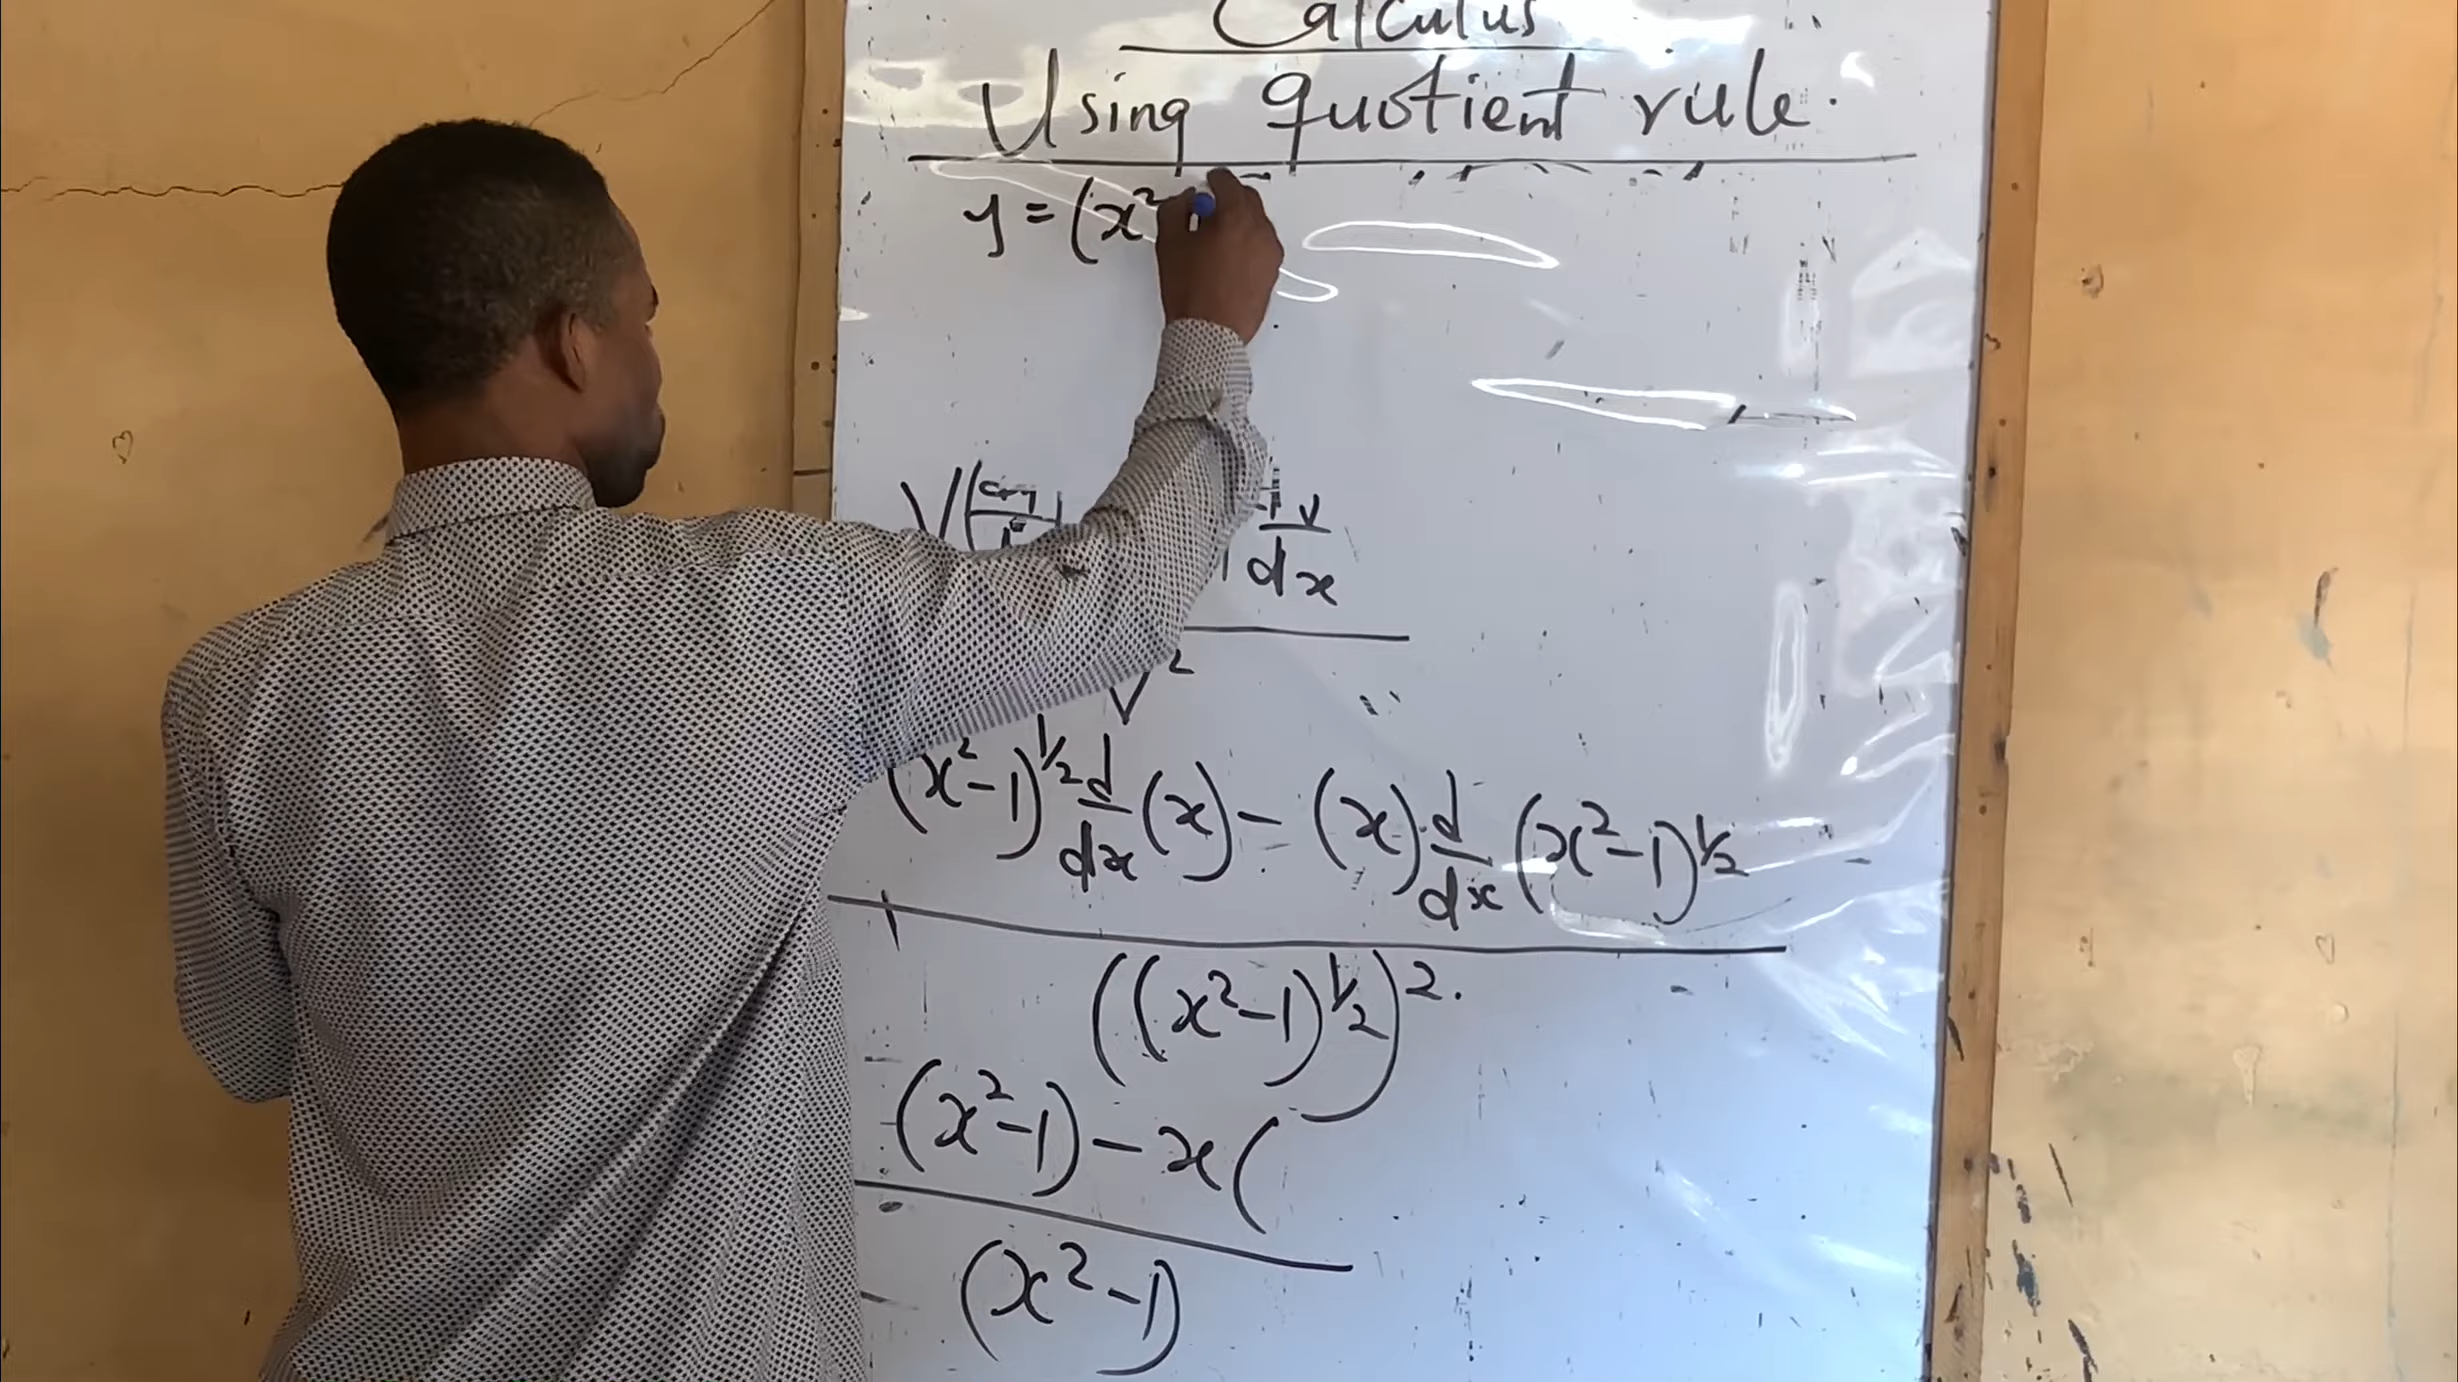 Calculus
Using quotient rule.
y = (x²
V dv/dx
V²
(x²-1)^½ d/dx (x) - (x) d/dx (x²-1)^½
((x²-1)^½)².
(x²-1) - x (
(x²-1)